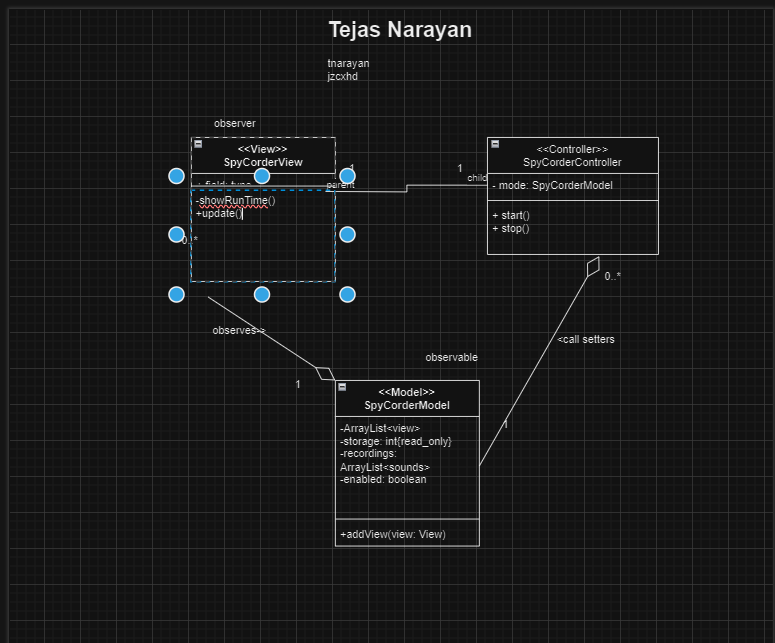 Tejas Narayan
tnarayan
jzcxhd
observer
<<View>>
SpyCorderView
+ field: type
1
parent
-showRunTime()
+update()
0..*
1
child
<<Controller>>
SpyCorderController
- mode: SpyCorderModel
+ start()
+ stop()
0..*
observes->
<call setters
observable
1
<<Model>>
SpyCorderModel
-ArrayList<view>
-storage: int{read_only}
-recordings:
ArrayList<sounds>
-enabled: boolean
1
+addView(view: View)